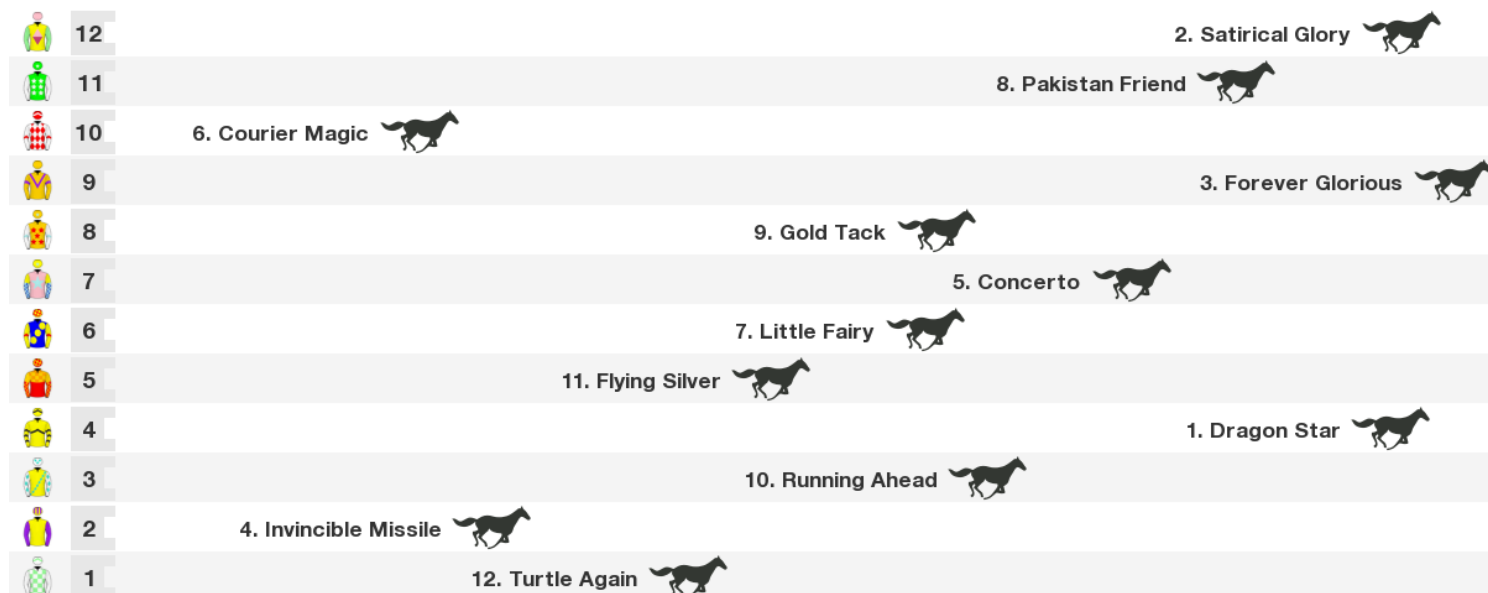 12 2. Satirical Glory
11 8. Pakistan Friend
10 6. Courier Magic
9 3. Forever Glorious
8 9. Gold Tack
7 5. Concerto
6 7. Little Fairy
5 11. Flying Silver
4 1. Dragon Star
3 10. Running Ahead
2 4. Invincible Missile
1 12. Turtle Again